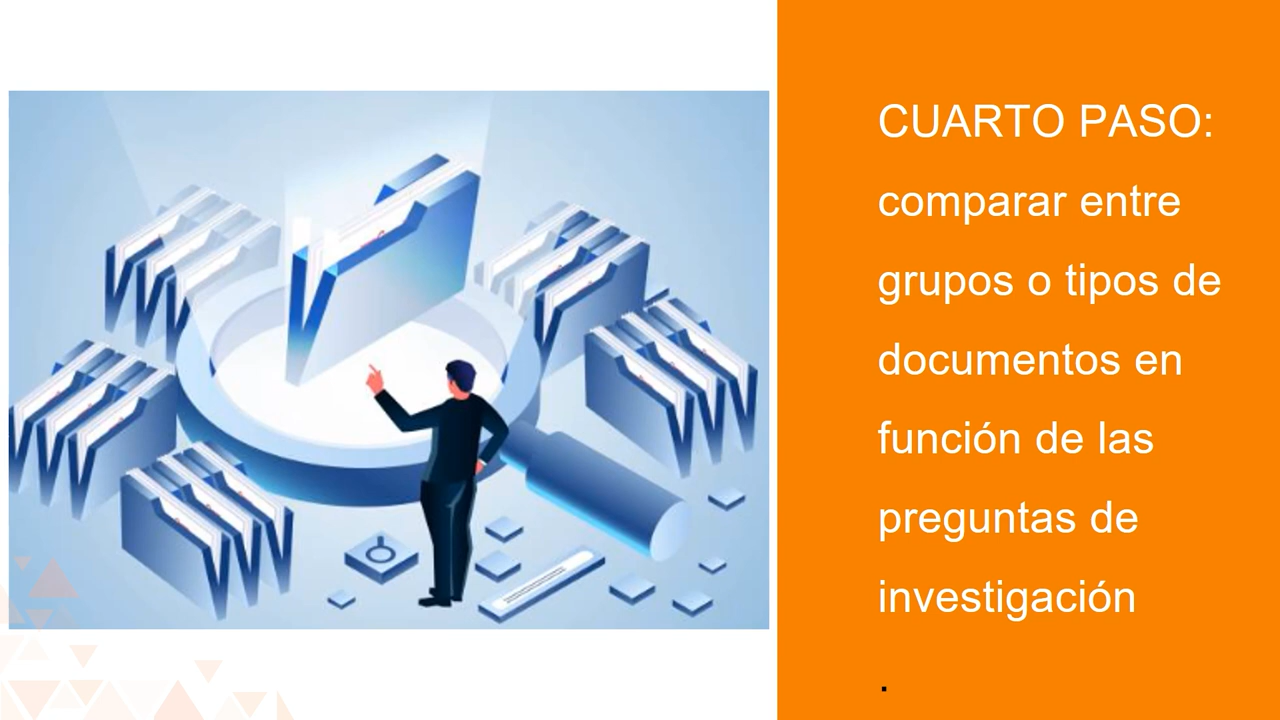 CUARTO PASO:
comparar entre
grupos o tipos de
documentos en
función de las
preguntas de
investigación
.